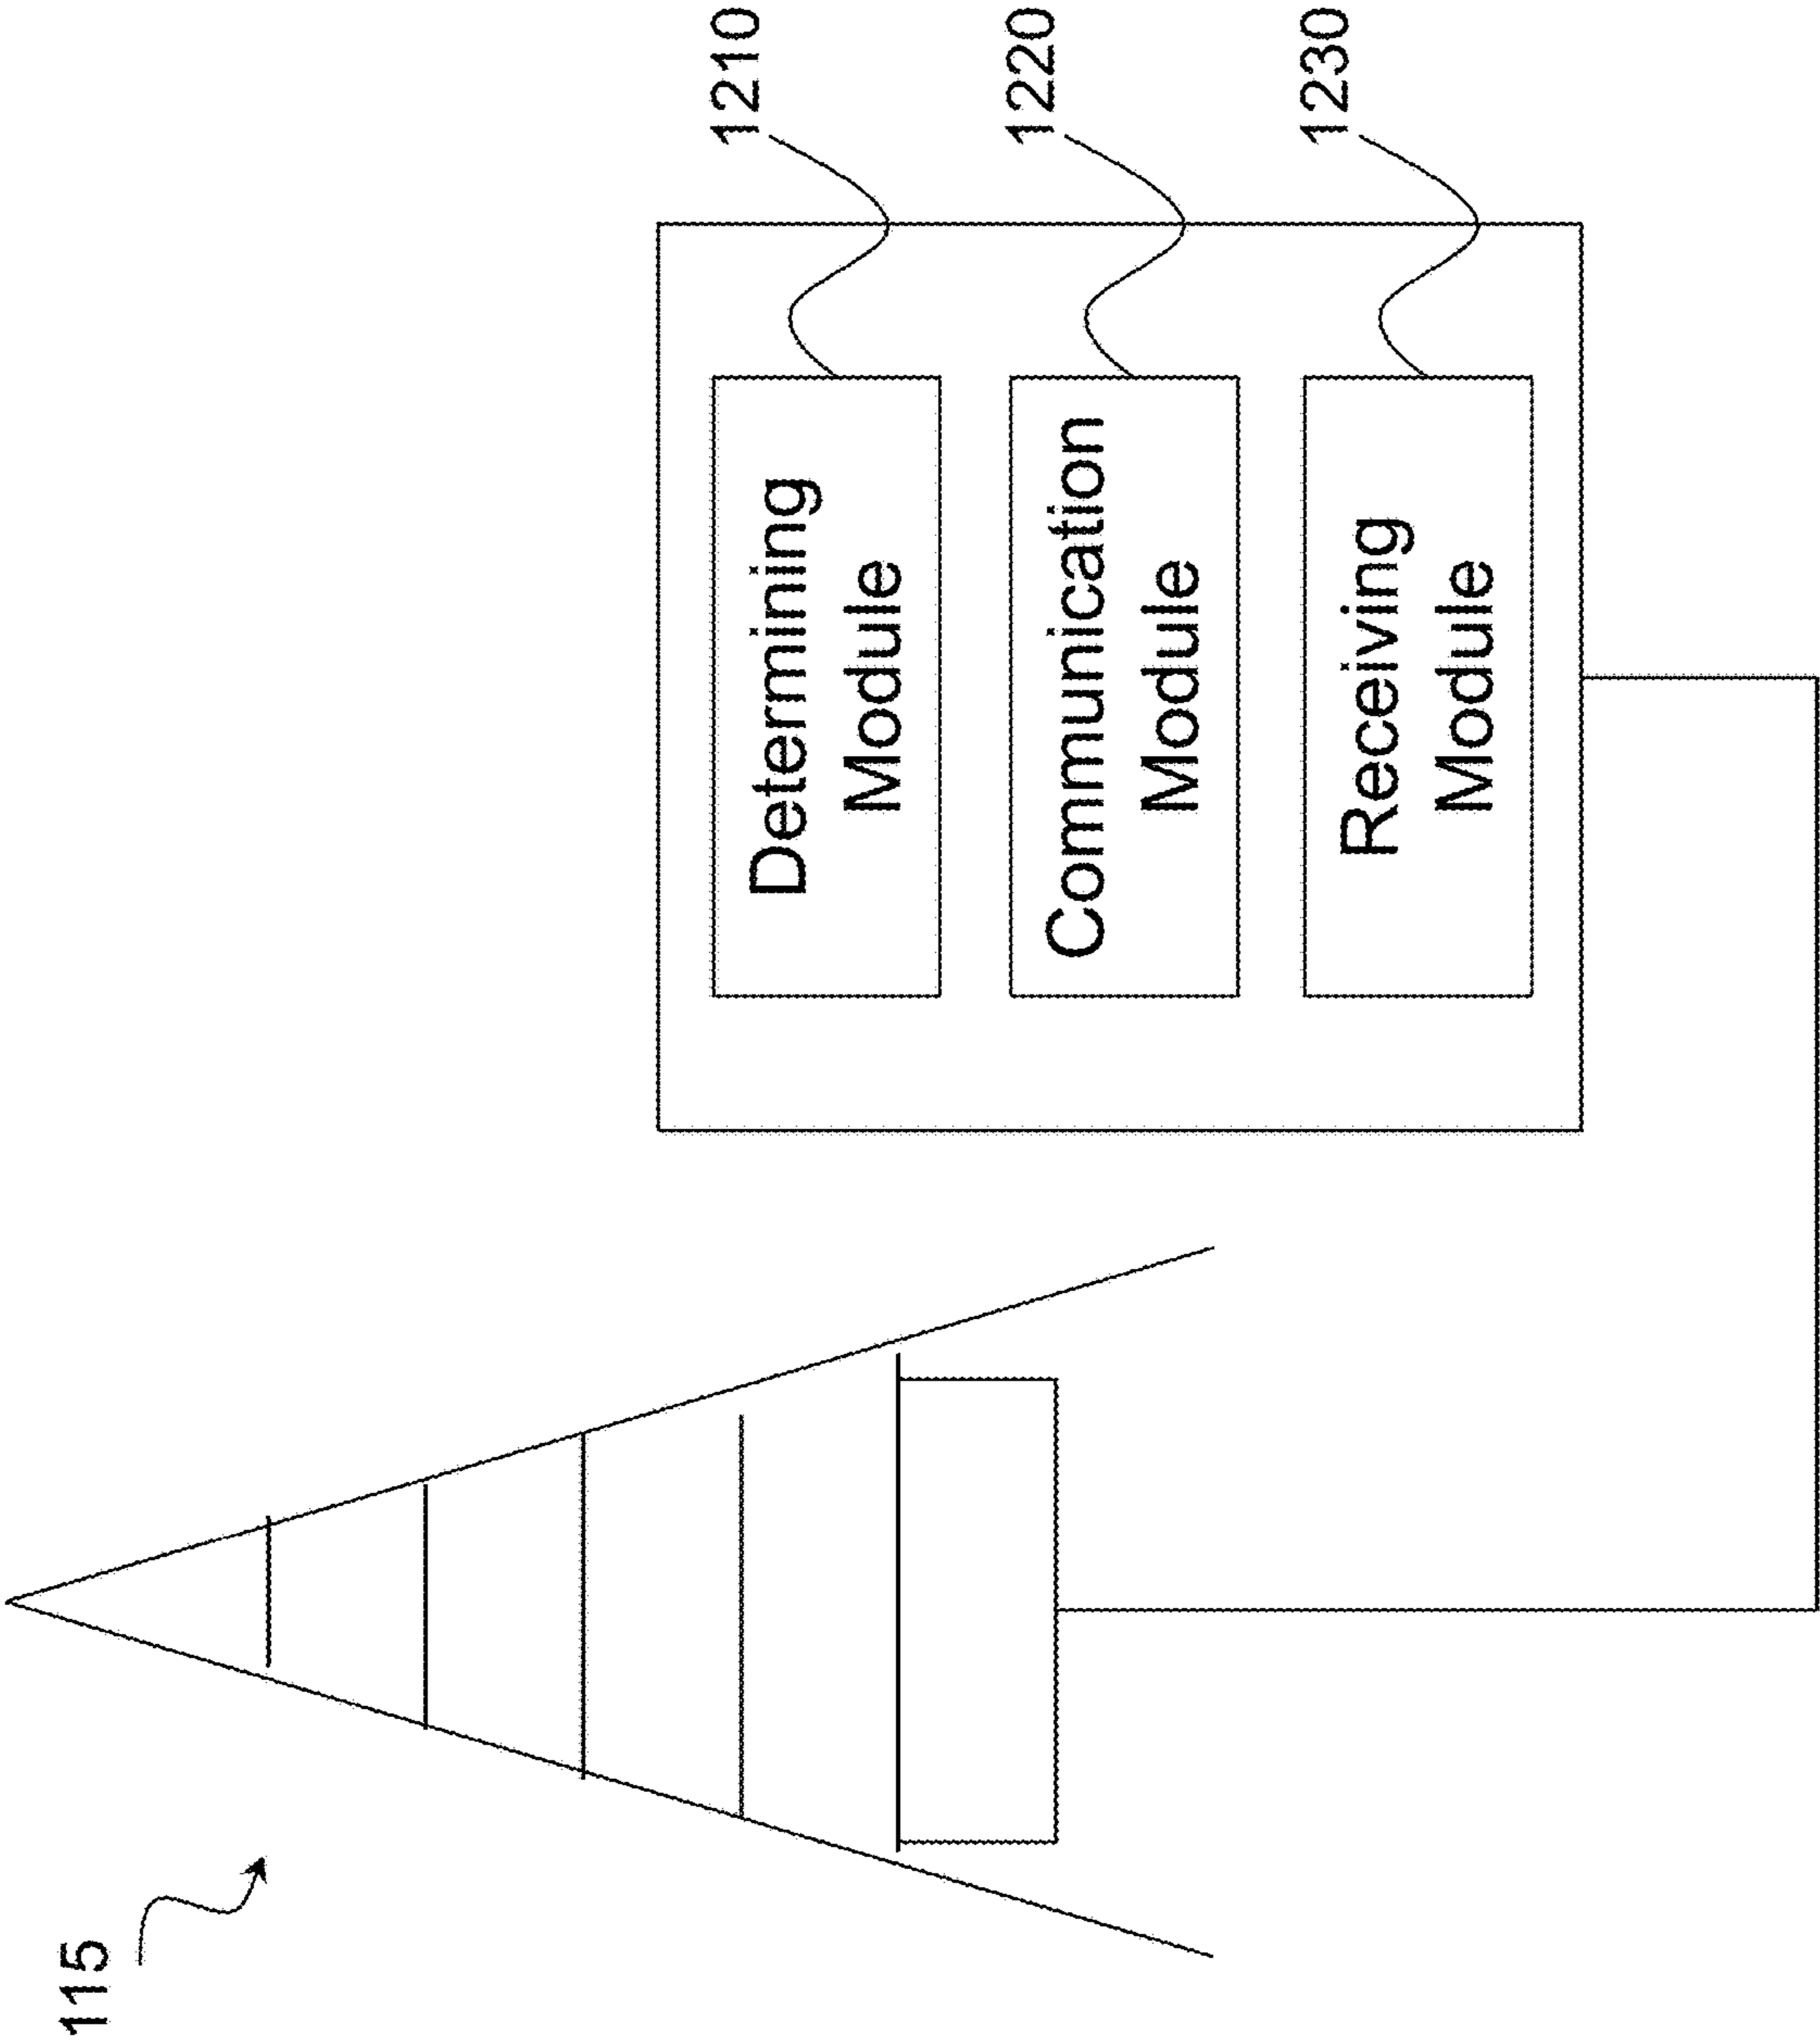 115
Determining
Module
1210
Communication
Module
1220
Receiving
Module
1230